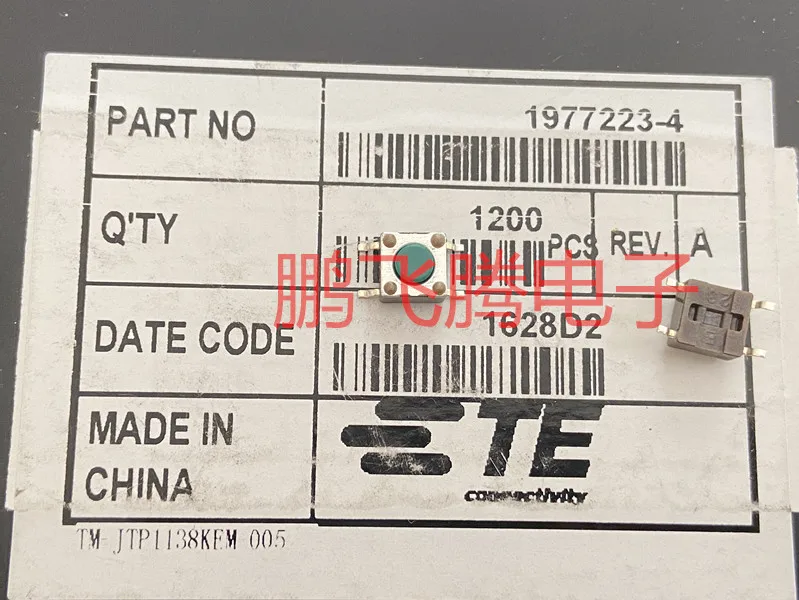 PART NO
1977223-4
Q'TY
1200
PCS
REV.
A
鹏飞腾电子
DATE CODE
1628D2
MADE IN
CHINA
TE
connectivity
TM-JTP1138KEM 005